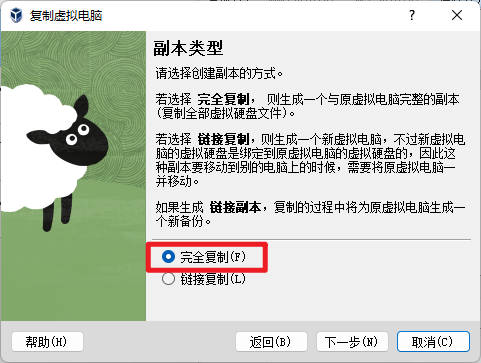 复制虚拟电脑
副本类型
请选择创建副本的方式。
若选择 完全复制， 则生成一个与原虚拟电脑完整的副本
(复制全部虚拟硬盘文件)。
若选择 链接复制，则生成一个新虚拟电脑，不过新虚拟电
脑的虚拟硬盘是绑定到原虚拟电脑的虚拟硬盘的，因此这
种副本要移动到别的电脑上的时候，需要将原虚拟电脑一
并移动。
如果生成 链接副本，复制的过程中将为原虚拟电脑生成一
个新备份。
完全复制(F)
链接复制(L)
帮助(H) 返回(B) 下一步(N) 取消(C)